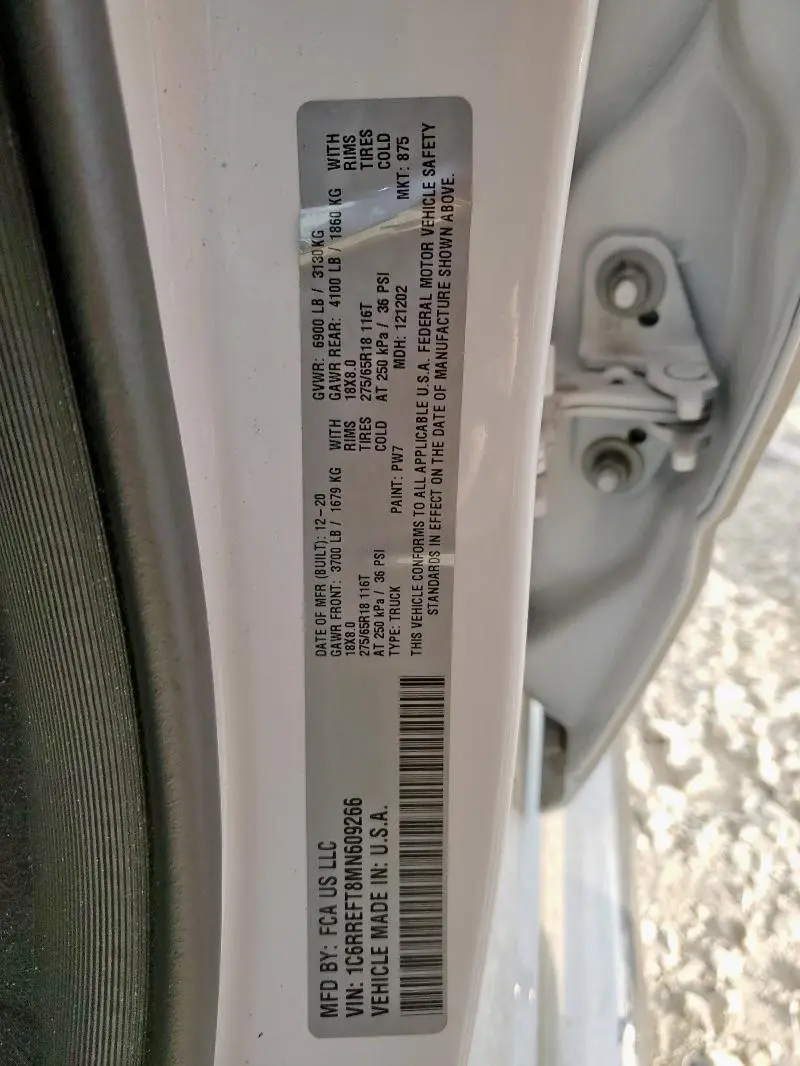 MFD BY: FCA US LLC
VIN: 1C6RREFT8MN609266
VEHICLE MADE IN: U.S.A.
DATE OF MFR (BUILT): 12-20 GVWR: 6900 LB / 3130KG
GAWR FRONT: 3700 LB / 1679 KG WITH GAWR REAR: 4100 LB / 1860 KG WITH
18X8.0 RIMS 18X8.0 RIMS
275/65R18 116T TIRES 275/65R18 116T TIRES
AT 250 kPa / 36 PSI COLD AT 250 kPa / 36 PSI COLD
TYPE: TRUCK PAINT: PW7 MDH: 121202 MKT: 875
THIS VEHICLE CONFORMS TO ALL APPLICABLE U.S.A. FEDERAL MOTOR VEHICLE SAFETY
STANDARDS IN EFFECT ON THE DATE OF MANUFACTURE SHOWN ABOVE.